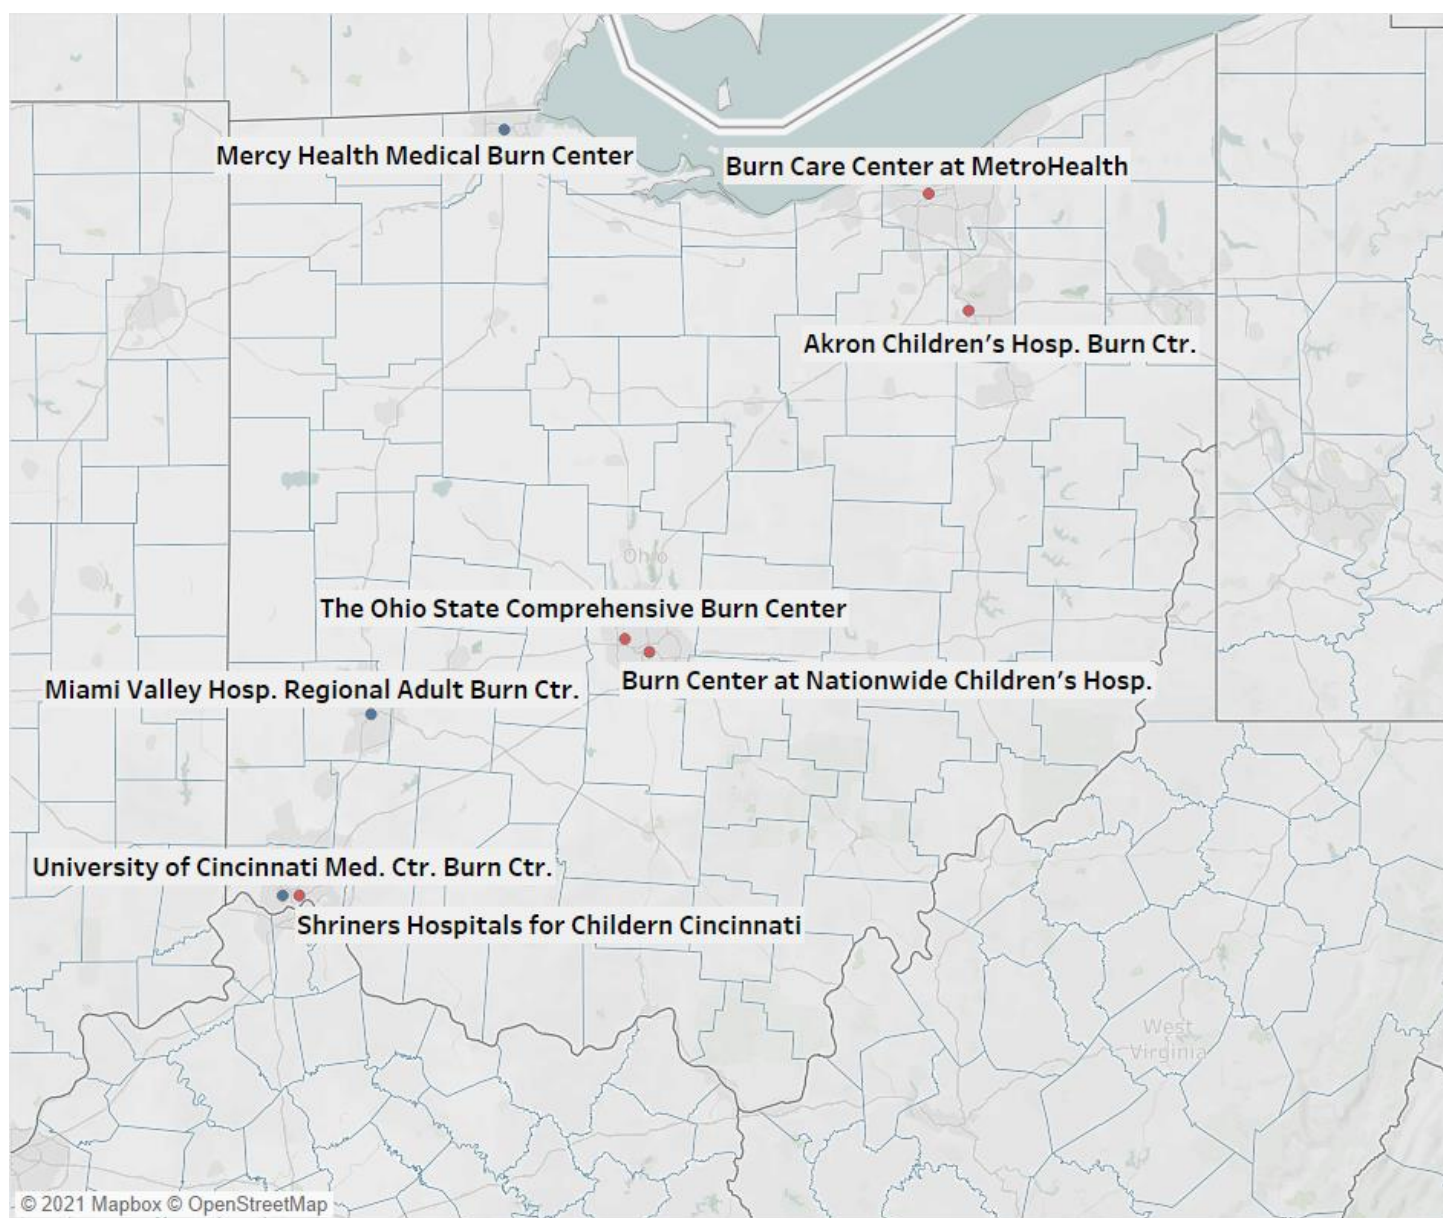 Mercy Health Medical Burn Center
Burn Care Center at MetroHealth
Akron Children’s Hosp. Burn Ctr.
Ohio
The Ohio State Comprehensive Burn Center
Burn Center at Nationwide Children’s Hosp.
Miami Valley Hosp. Regional Adult Burn Ctr.
University of Cincinnati Med. Ctr. Burn Ctr.
Shriners Hospitals for Childern Cincinnati
West
Virginia
© 2021 Mapbox © OpenStreetMap